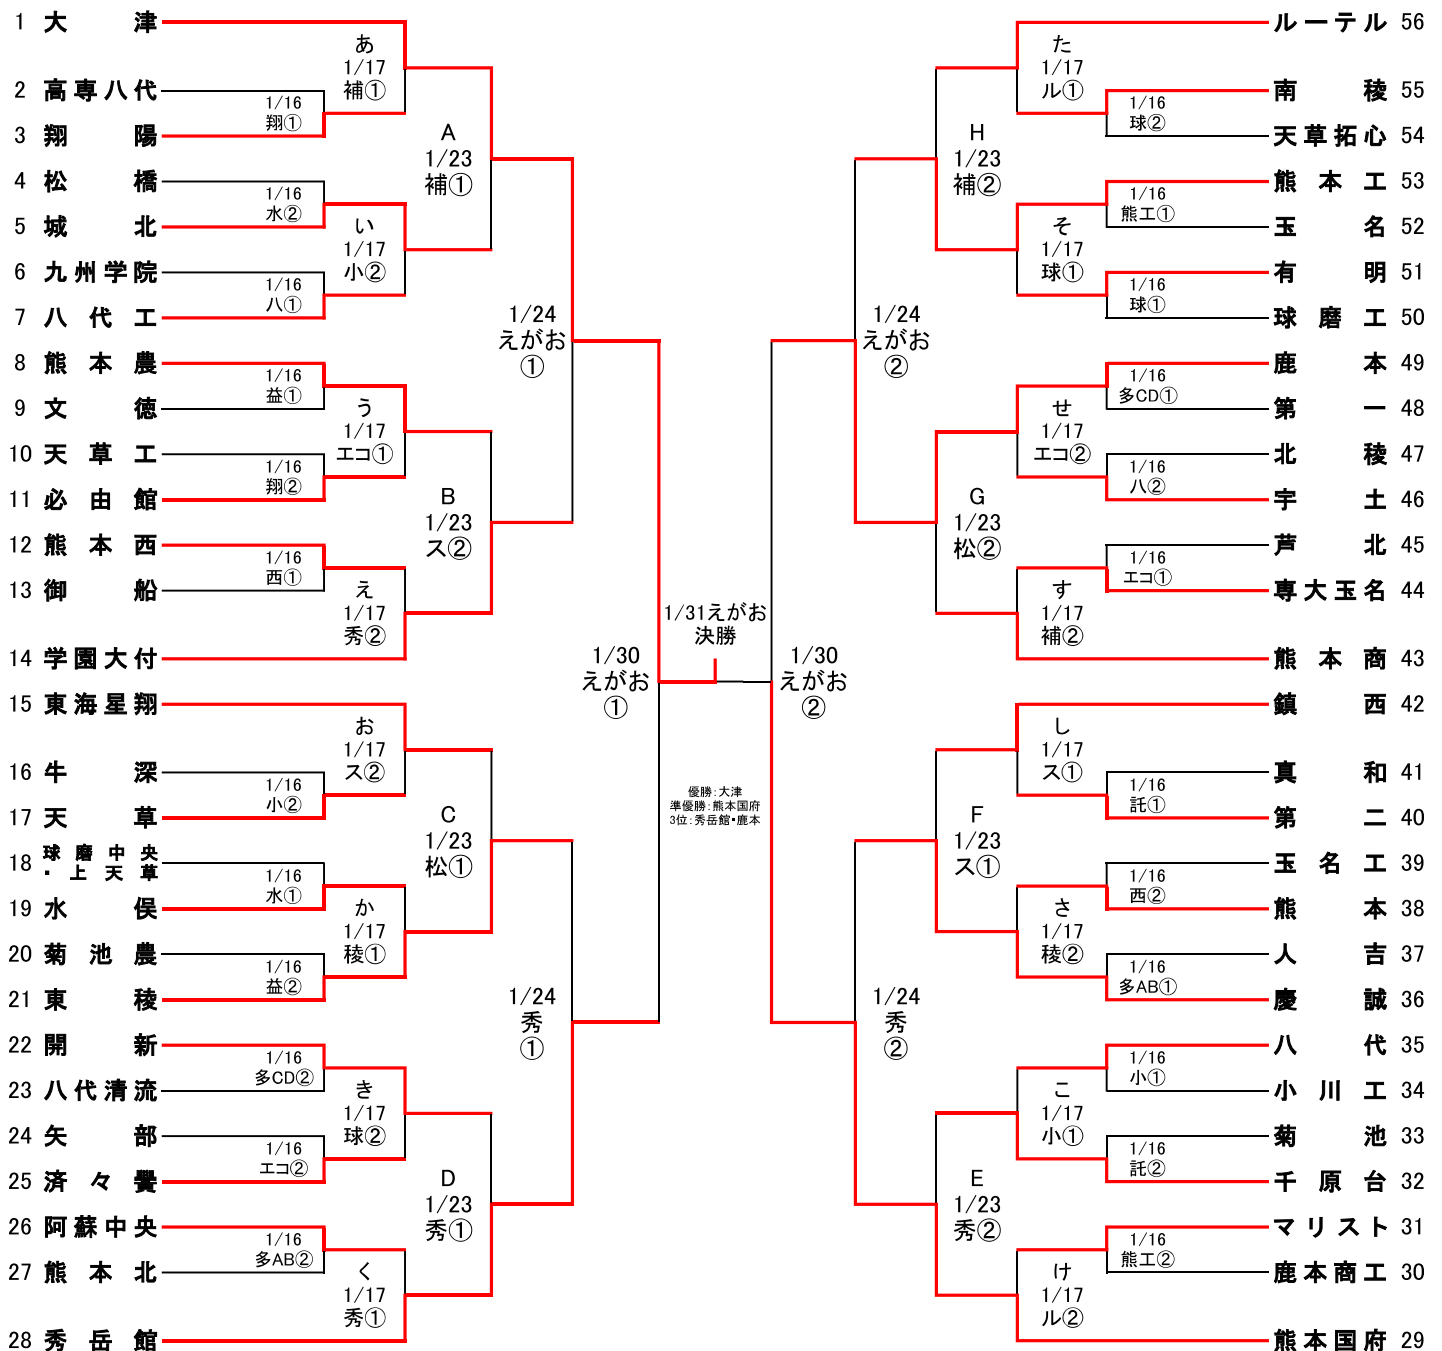 1 大津
2 高専八代
3 翔陽
4 松橋
5 城北
6 九州学院
7 八代工
8 熊本農
9 文徳
10 天草工
11 必由館
12 熊本西
13 御船
14 学園大付
15 東海星翔
16 牛深
17 天草
18 球磨中央
・上天草
19 水俣
20 菊池農
21 東稜
22 開新
23 八代清流
24 矢部
25 済々黌
26 阿蘇中央
27 熊本北
28 秀岳館
1/16
翔①
1/16
水②
1/16
八①
1/16
益①
1/16
翔②
1/16
西①
1/16
小②
1/16
水①
1/16
益②
1/16
多CD②
1/16
エコ②
1/16
多AB②
あ
1/17
補①
い
1/17
小②
う
1/17
エコ①
え
1/17
秀②
お
1/17
ス②
か
1/17
稜①
き
1/17
球②
く
1/17
秀①
A
1/23
補①
B
1/23
ス②
C
1/23
松①
D
1/23
秀①
1/24
えがお
①
1/24
秀
①
1/30
えがお
①
1/31えがお
決勝
優勝：大津
準優勝：熊本国府
3位：秀岳館・鹿本
1/30
えがお
②
1/24
えがお
②
1/24
秀
②
H
1/23
補②
G
1/23
松②
F
1/23
ス①
E
1/23
秀②
た
1/17
ル①
そ
1/17
球①
せ
1/17
エコ②
す
1/17
補②
し
1/17
ス①
さ
1/17
稜②
こ
1/17
小①
け
1/17
ル②
1/16
球②
1/16
熊工①
1/16
球①
1/16
多CD①
1/16
八②
1/16
エコ①
1/16
託①
1/16
西②
1/16
多AB①
1/16
小①
1/16
託②
1/16
熊工②
ルーテル 56
南稜 55
天草拓心 54
熊本工 53
玉名 52
有明 51
球磨工 50
鹿本 49
第一 48
北稜 47
宇土 46
芦北 45
専大玉名 44
熊本商 43
鎮西 42
真和 41
第二 40
玉名工 39
熊本 38
人吉 37
慶誠 36
八代 35
小川工 34
菊池 33
千原台 32
マリスト 31
鹿本商工 30
熊本国府 29